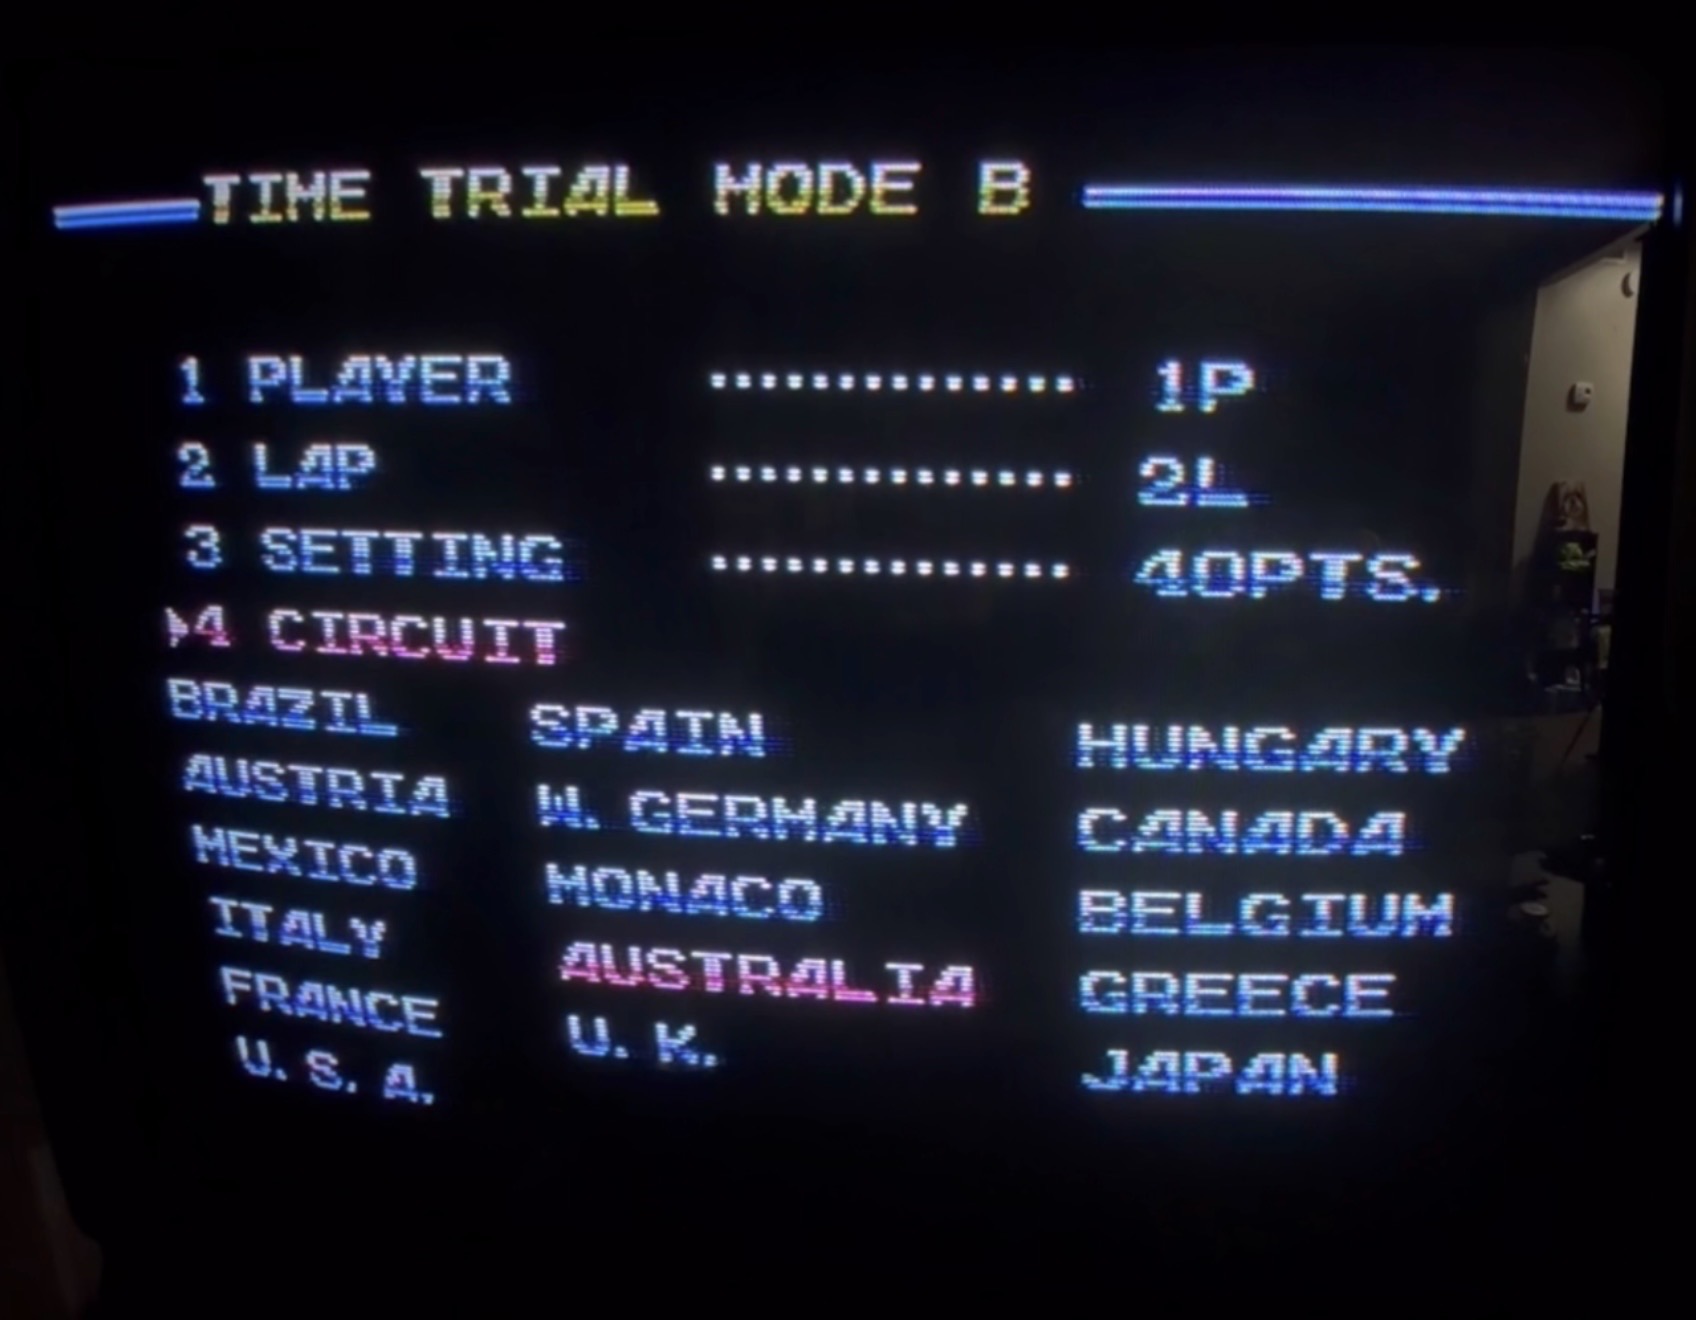 TIME TRIAL MODE B
1 PLAYER .............. 1P
2 LAP .............. 2L
3 SETTING .............. 40PTS.
▶4 CIRCUIT
BRAZIL SPAIN HUNGARY
AUSTRIA W. GERMANY CANADA
MEXICO MONACO BELGIUM
ITALY AUSTRALIA GREECE
FRANCE U. K. JAPAN
U. S. A.